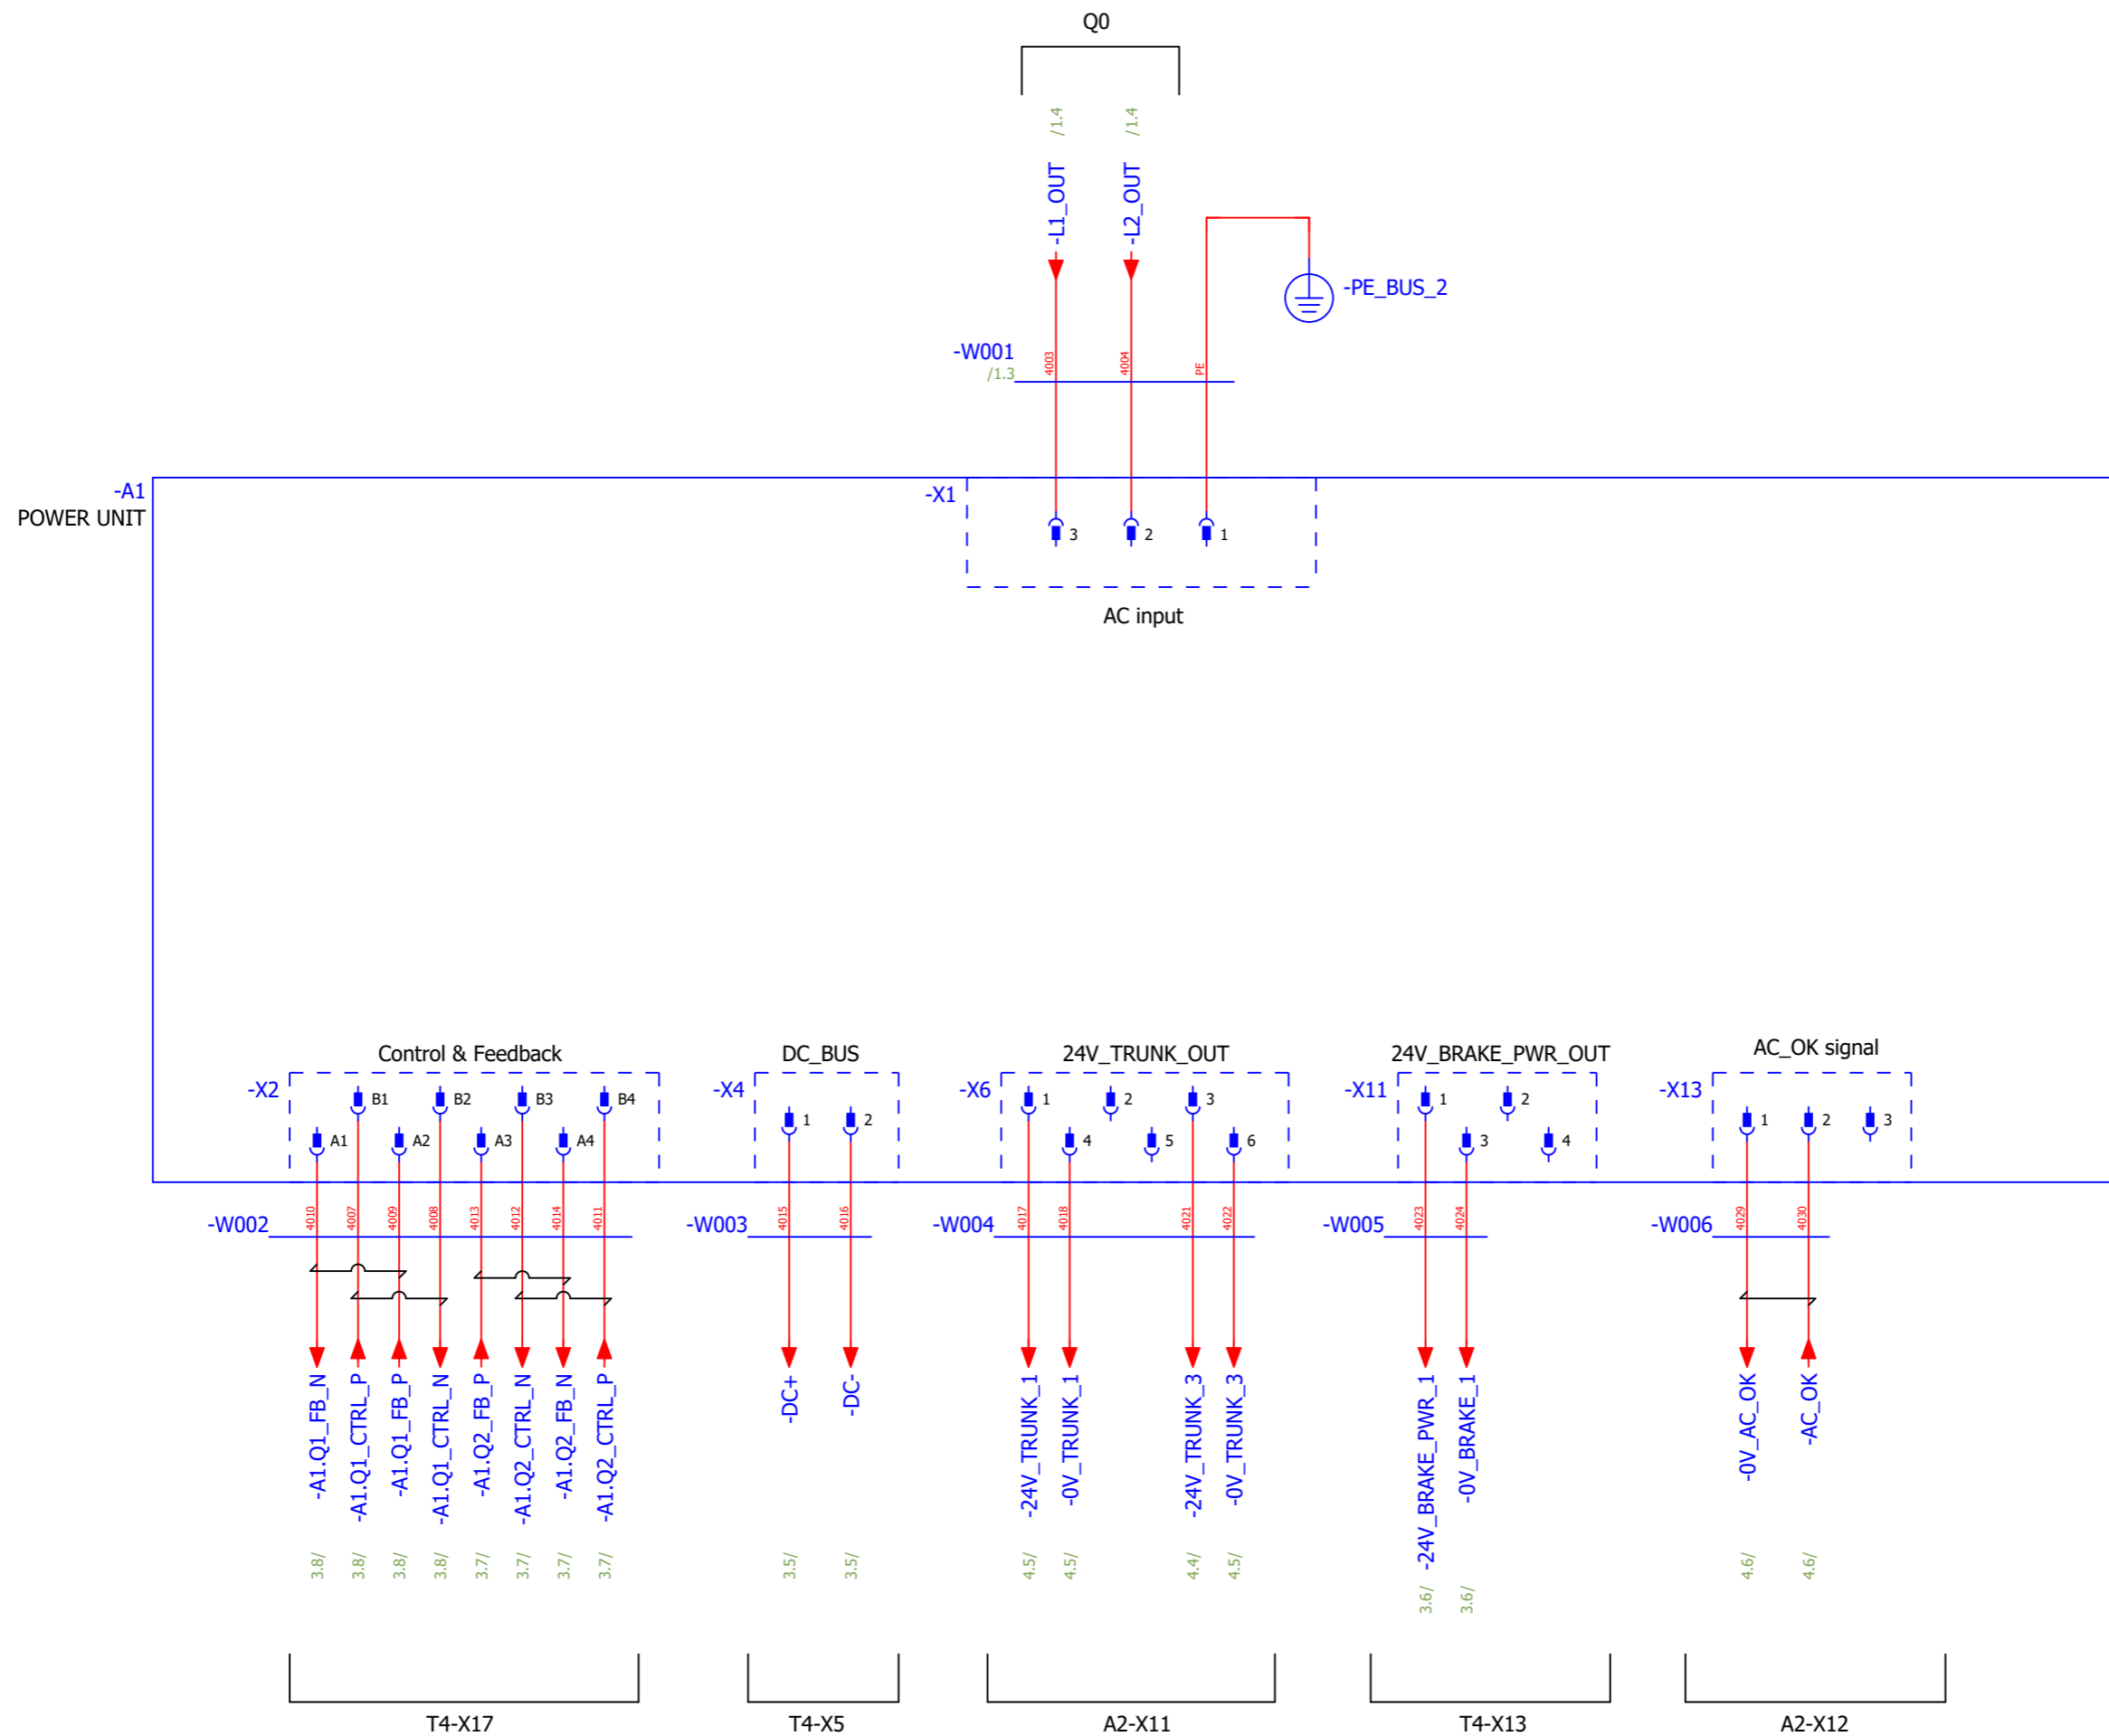 Q0
/1.4
/1.4
-L1_OUT
-L2_OUT
-PE_BUS_2
-W001
/1.3
4003
4004
PE
-A1
POWER UNIT
-X1
3
2
1
AC input
Control & Feedback
-X2
B1
B2
B3
B4
A1
A2
A3
A4
DC_BUS
-X4
1
2
24V_TRUNK_OUT
-X6
1
2
3
4
5
6
24V_BRAKE_PWR_OUT
-X11
1
2
3
4
AC_OK signal
-X13
1
2
3
-W002
4010
4007
4009
4008
4013
4012
4014
4011
-W003
4015
4016
-W004
4017
4018
4021
4022
-W005
4023
4024
-W006
4029
4030
-A1.Q1_FB_N
-A1.Q1_CTRL_P
-A1.Q1_FB_P
-A1.Q1_CTRL_N
-A1.Q2_FB_P
-A1.Q2_CTRL_N
-A1.Q2_FB_N
-A1.Q2_CTRL_P
-DC+
-DC-
-24V_TRUNK_1
-0V_TRUNK_1
-24V_TRUNK_3
-0V_TRUNK_3
-24V_BRAKE_PWR_1
-0V_BRAKE_1
-0V_AC_OK
-AC_OK
3.8/
3.8/
3.8/
3.8/
3.7/
3.7/
3.7/
3.7/
3.5/
3.5/
4.5/
4.5/
4.4/
4.5/
3.6/
3.6/
4.6/
4.6/
T4-X17
T4-X5
A2-X11
T4-X13
A2-X12